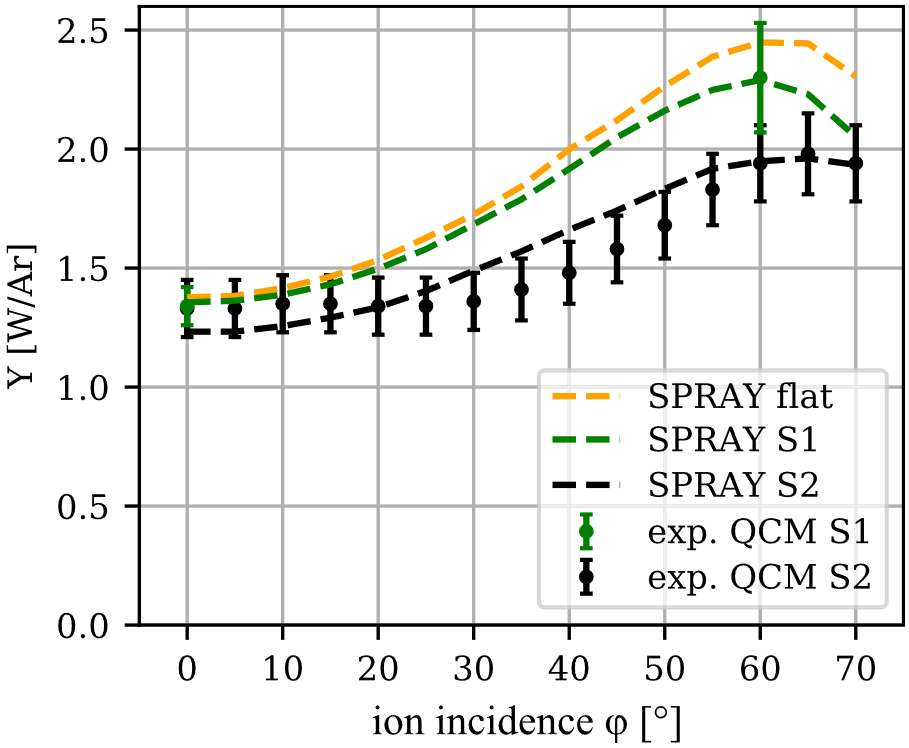 2.5
2.0
1.5
1.0
0.5
0.0
Y [W/Ar]
SPRAY flat
SPRAY S1
SPRAY S2
exp. QCM S1
exp. QCM S2
0 10 20 30 40 50 60 70
ion incidence φ [°]